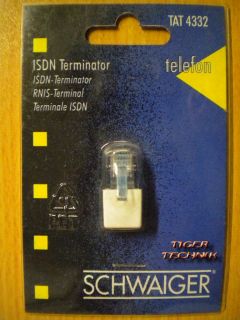 TAT 4332
ISDN Terminator
telefon
ISDN-Terminator
RNIS-Terminal
Terminale ISDN
TIGER
TECHNIK
SCHWAIGER